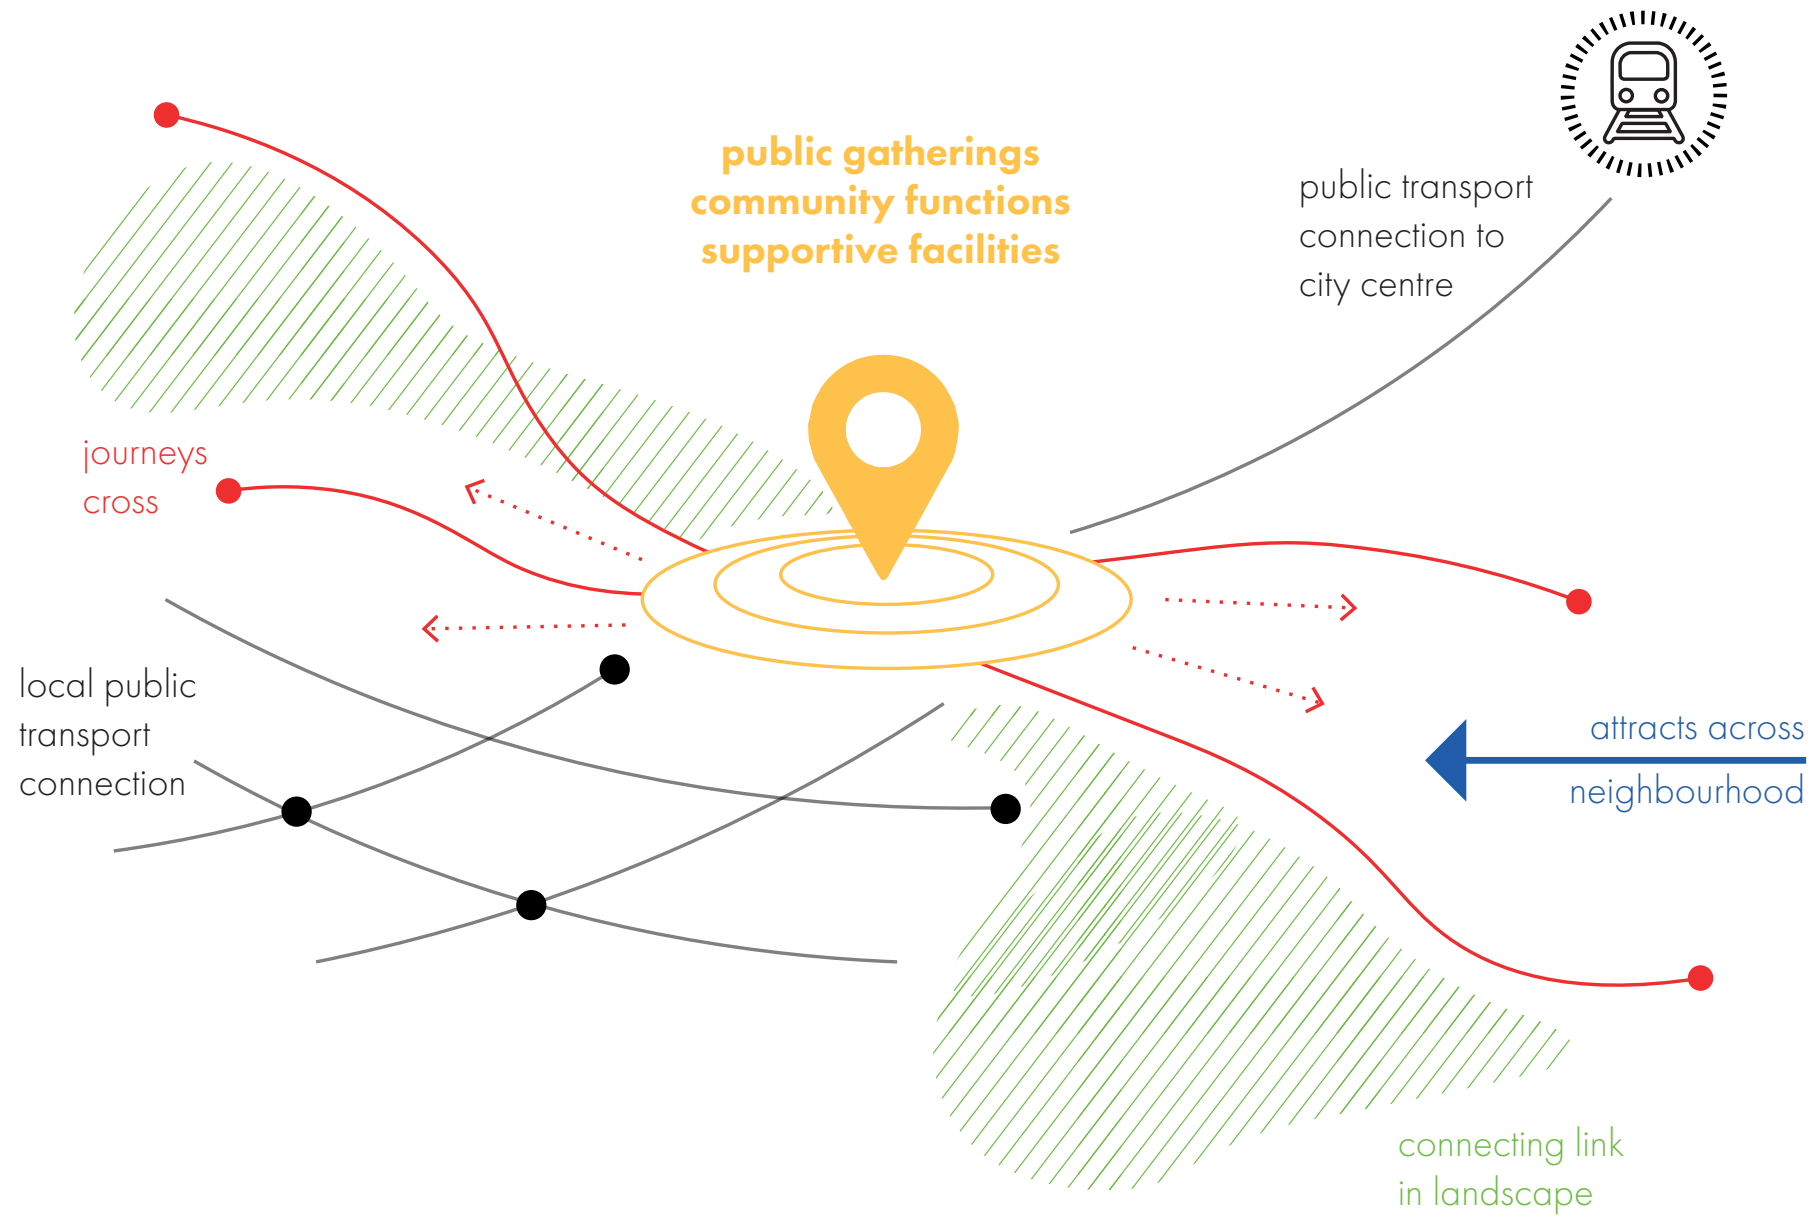 public gatherings
community functions
supportive facilities
public transport
connection to
city centre
journeys
cross
local public
transport
connection
attracts across
neighbourhood
connecting link
in landscape